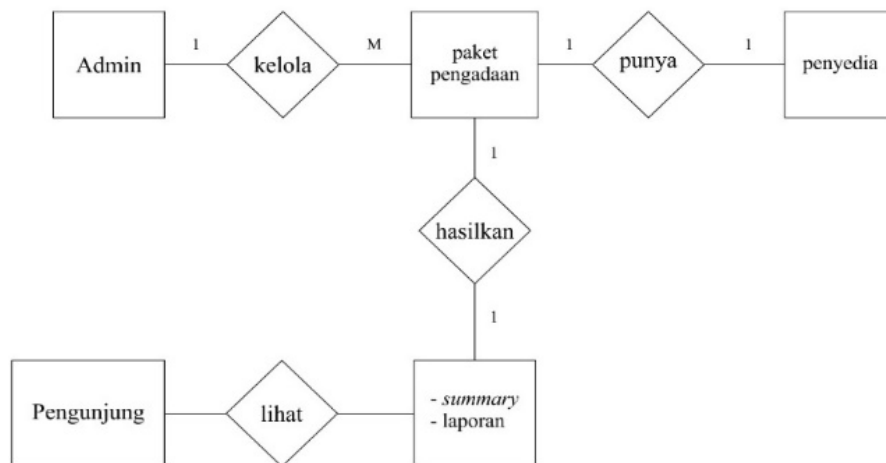 Admin
1
kelola
M
paket
pengadaan
1
punya
1
penyedia
1
hasilkan
1
Pengunjung
lihat
- summary
- laporan